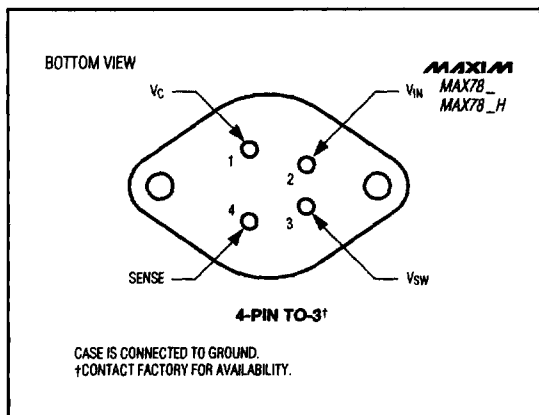 BOTTOM VIEW
MAXIM
MAX78_
MAX78_H
VC
VIN
1
2
4
3
SENSE
VSW
4-PIN TO-3†
CASE IS CONNECTED TO GROUND.
†CONTACT FACTORY FOR AVAILABILITY.